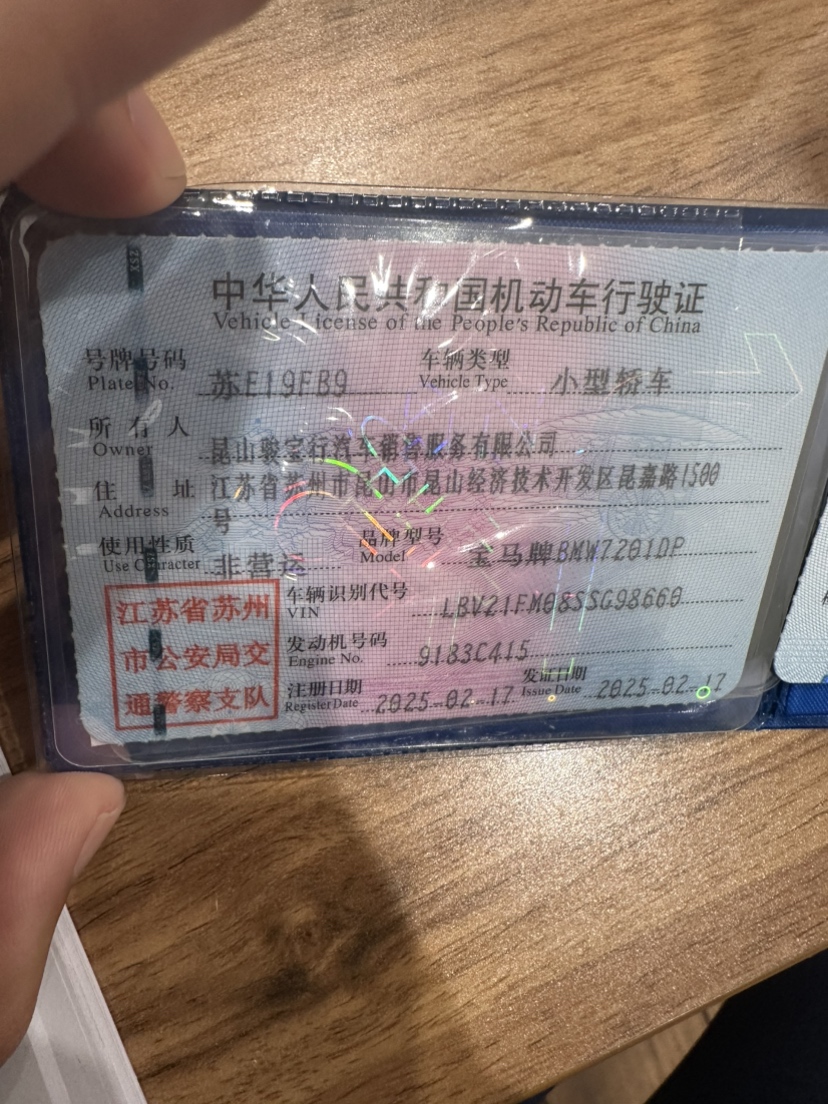 中华人民共和国机动车行驶证
Vehicle License of the People's Republic of China
号牌号码 苏E19FB9 车辆类型 小型轿车
Plate No. Vehicle Type
所有人 昆山骏宝行汽车销售服务有限公司
Owner
住址 江苏省苏州市昆山市昆山经济技术开发区昆嘉路1500
Address 号
使用性质 非营运 品牌型号 宝马牌BMW7201DP
Use Character Model
江苏省苏州
市公安局交
通警察支队
车辆识别代号 LBV21FM08SSG98660
VIN
发动机号码 9183C415
Engine No.
注册日期 2025-02-17 发证日期 2025-02-17
Register Date Issue Date